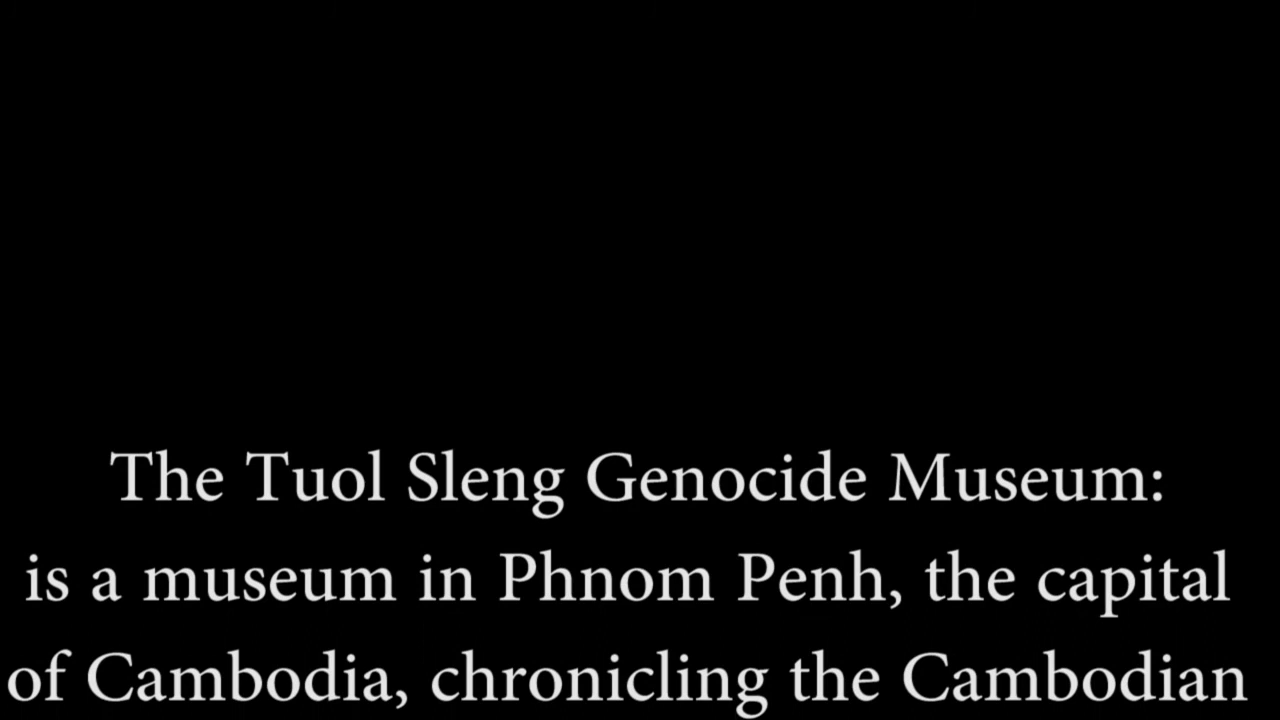 The Tuol Sleng Genocide Museum:
is a museum in Phnom Penh, the capital
of Cambodia, chronicling the Cambodian